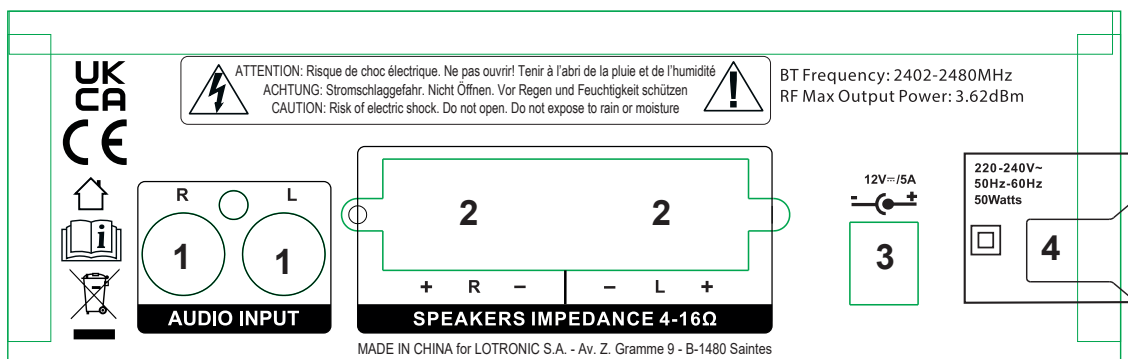 UK
CA
CE
ATTENTION: Risque de choc électrique. Ne pas ouvrir! Tenir à l'abri de la pluie et de l'humidité
ACHTUNG: Stromschlaggefahr. Nicht Öffnen. Vor Regen und Feuchtigkeit schützen
CAUTION: Risk of electric shock. Do not open. Do not expose to rain or moisture
BT Frequency: 2402-2480MHz
RF Max Output Power: 3.62dBm
R L
1 1
AUDIO INPUT
2 2
+ R − − L +
SPEAKERS IMPEDANCE 4-16Ω
12V⎓/5A
- +
3
220-240V~
50Hz-60Hz
50Watts
4
i
MADE IN CHINA for LOTRONIC S.A. - Av. Z. Gramme 9 - B-1480 Saintes